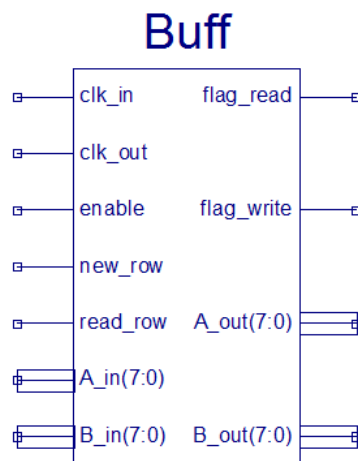 Buff
clk_in flag_read
clk_out
enable flag_write
new_row
read_row A_out(7:0)
A_in(7:0)
B_in(7:0) B_out(7:0)